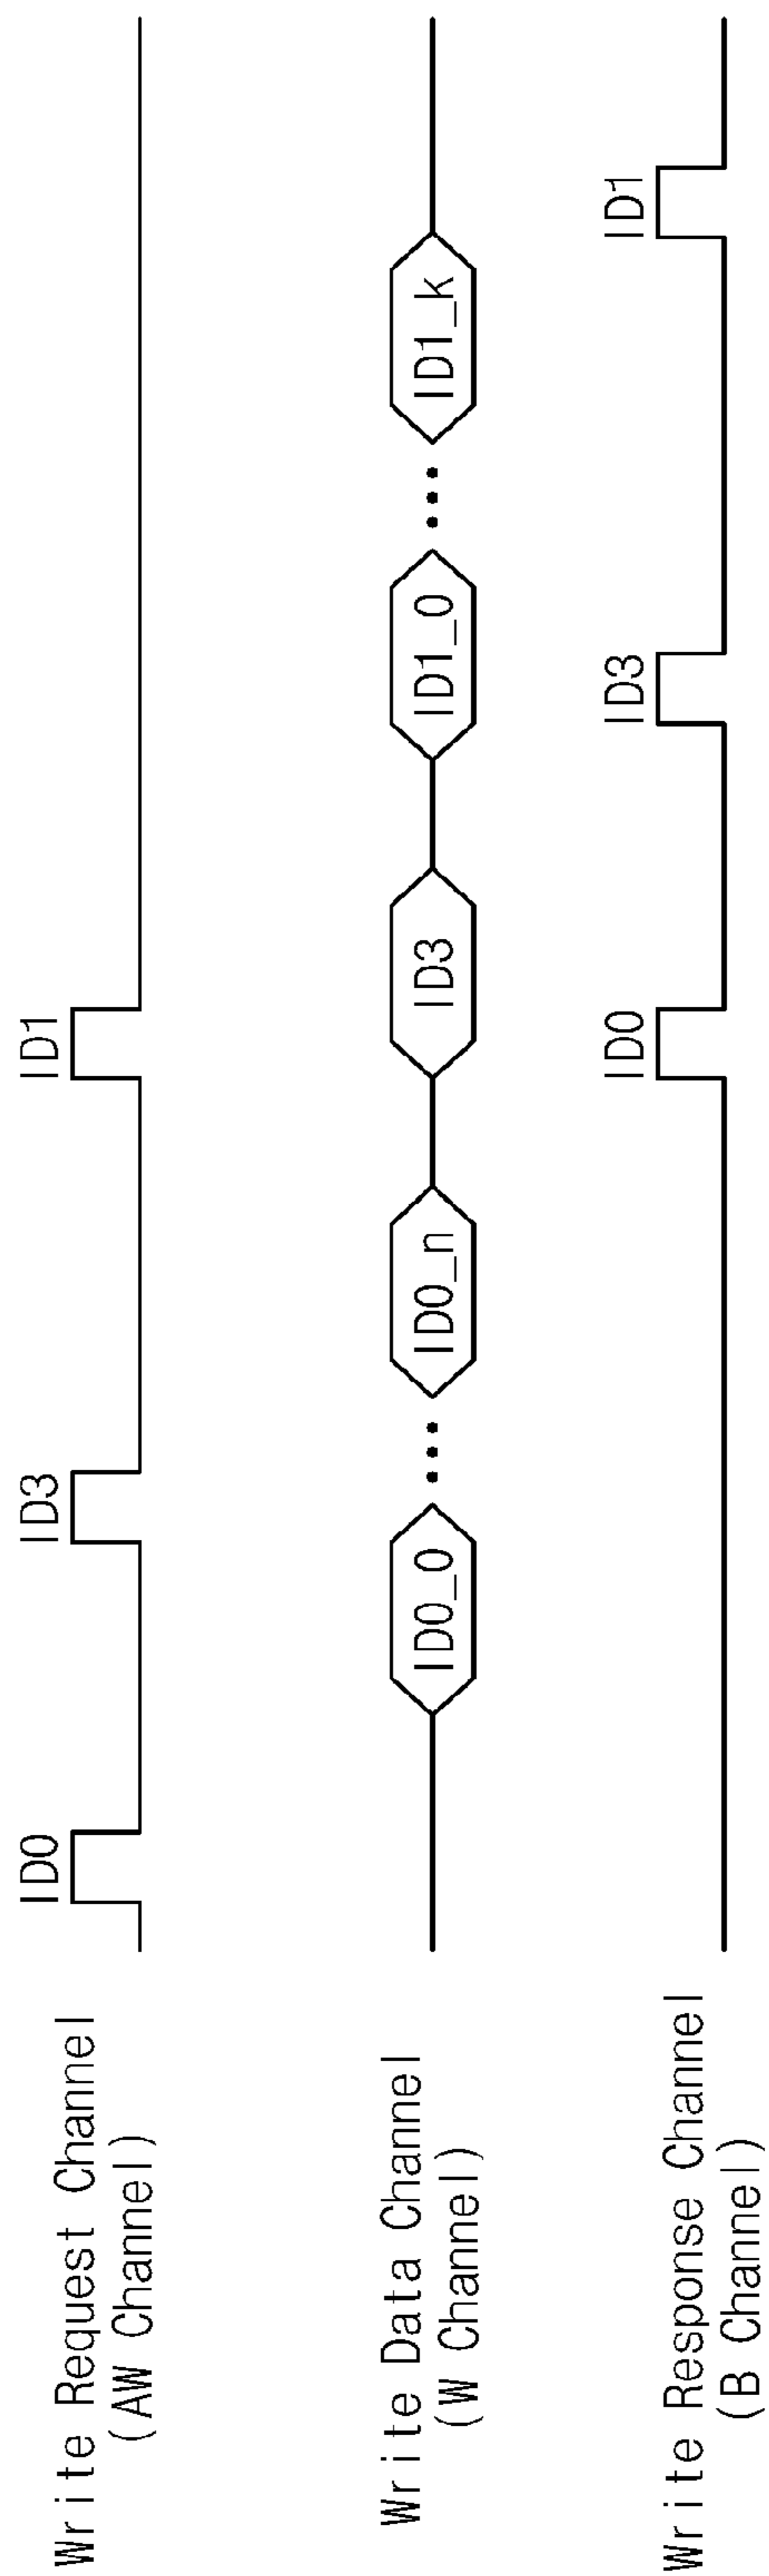 Write Request Channel
(AW Channel)
ID0
ID3
ID1
Write Data Channel
(W Channel)
ID0_0
ID0_n
ID3
ID1_0
ID1_k
Write Response Channel
(B Channel)
ID0
ID3
ID1